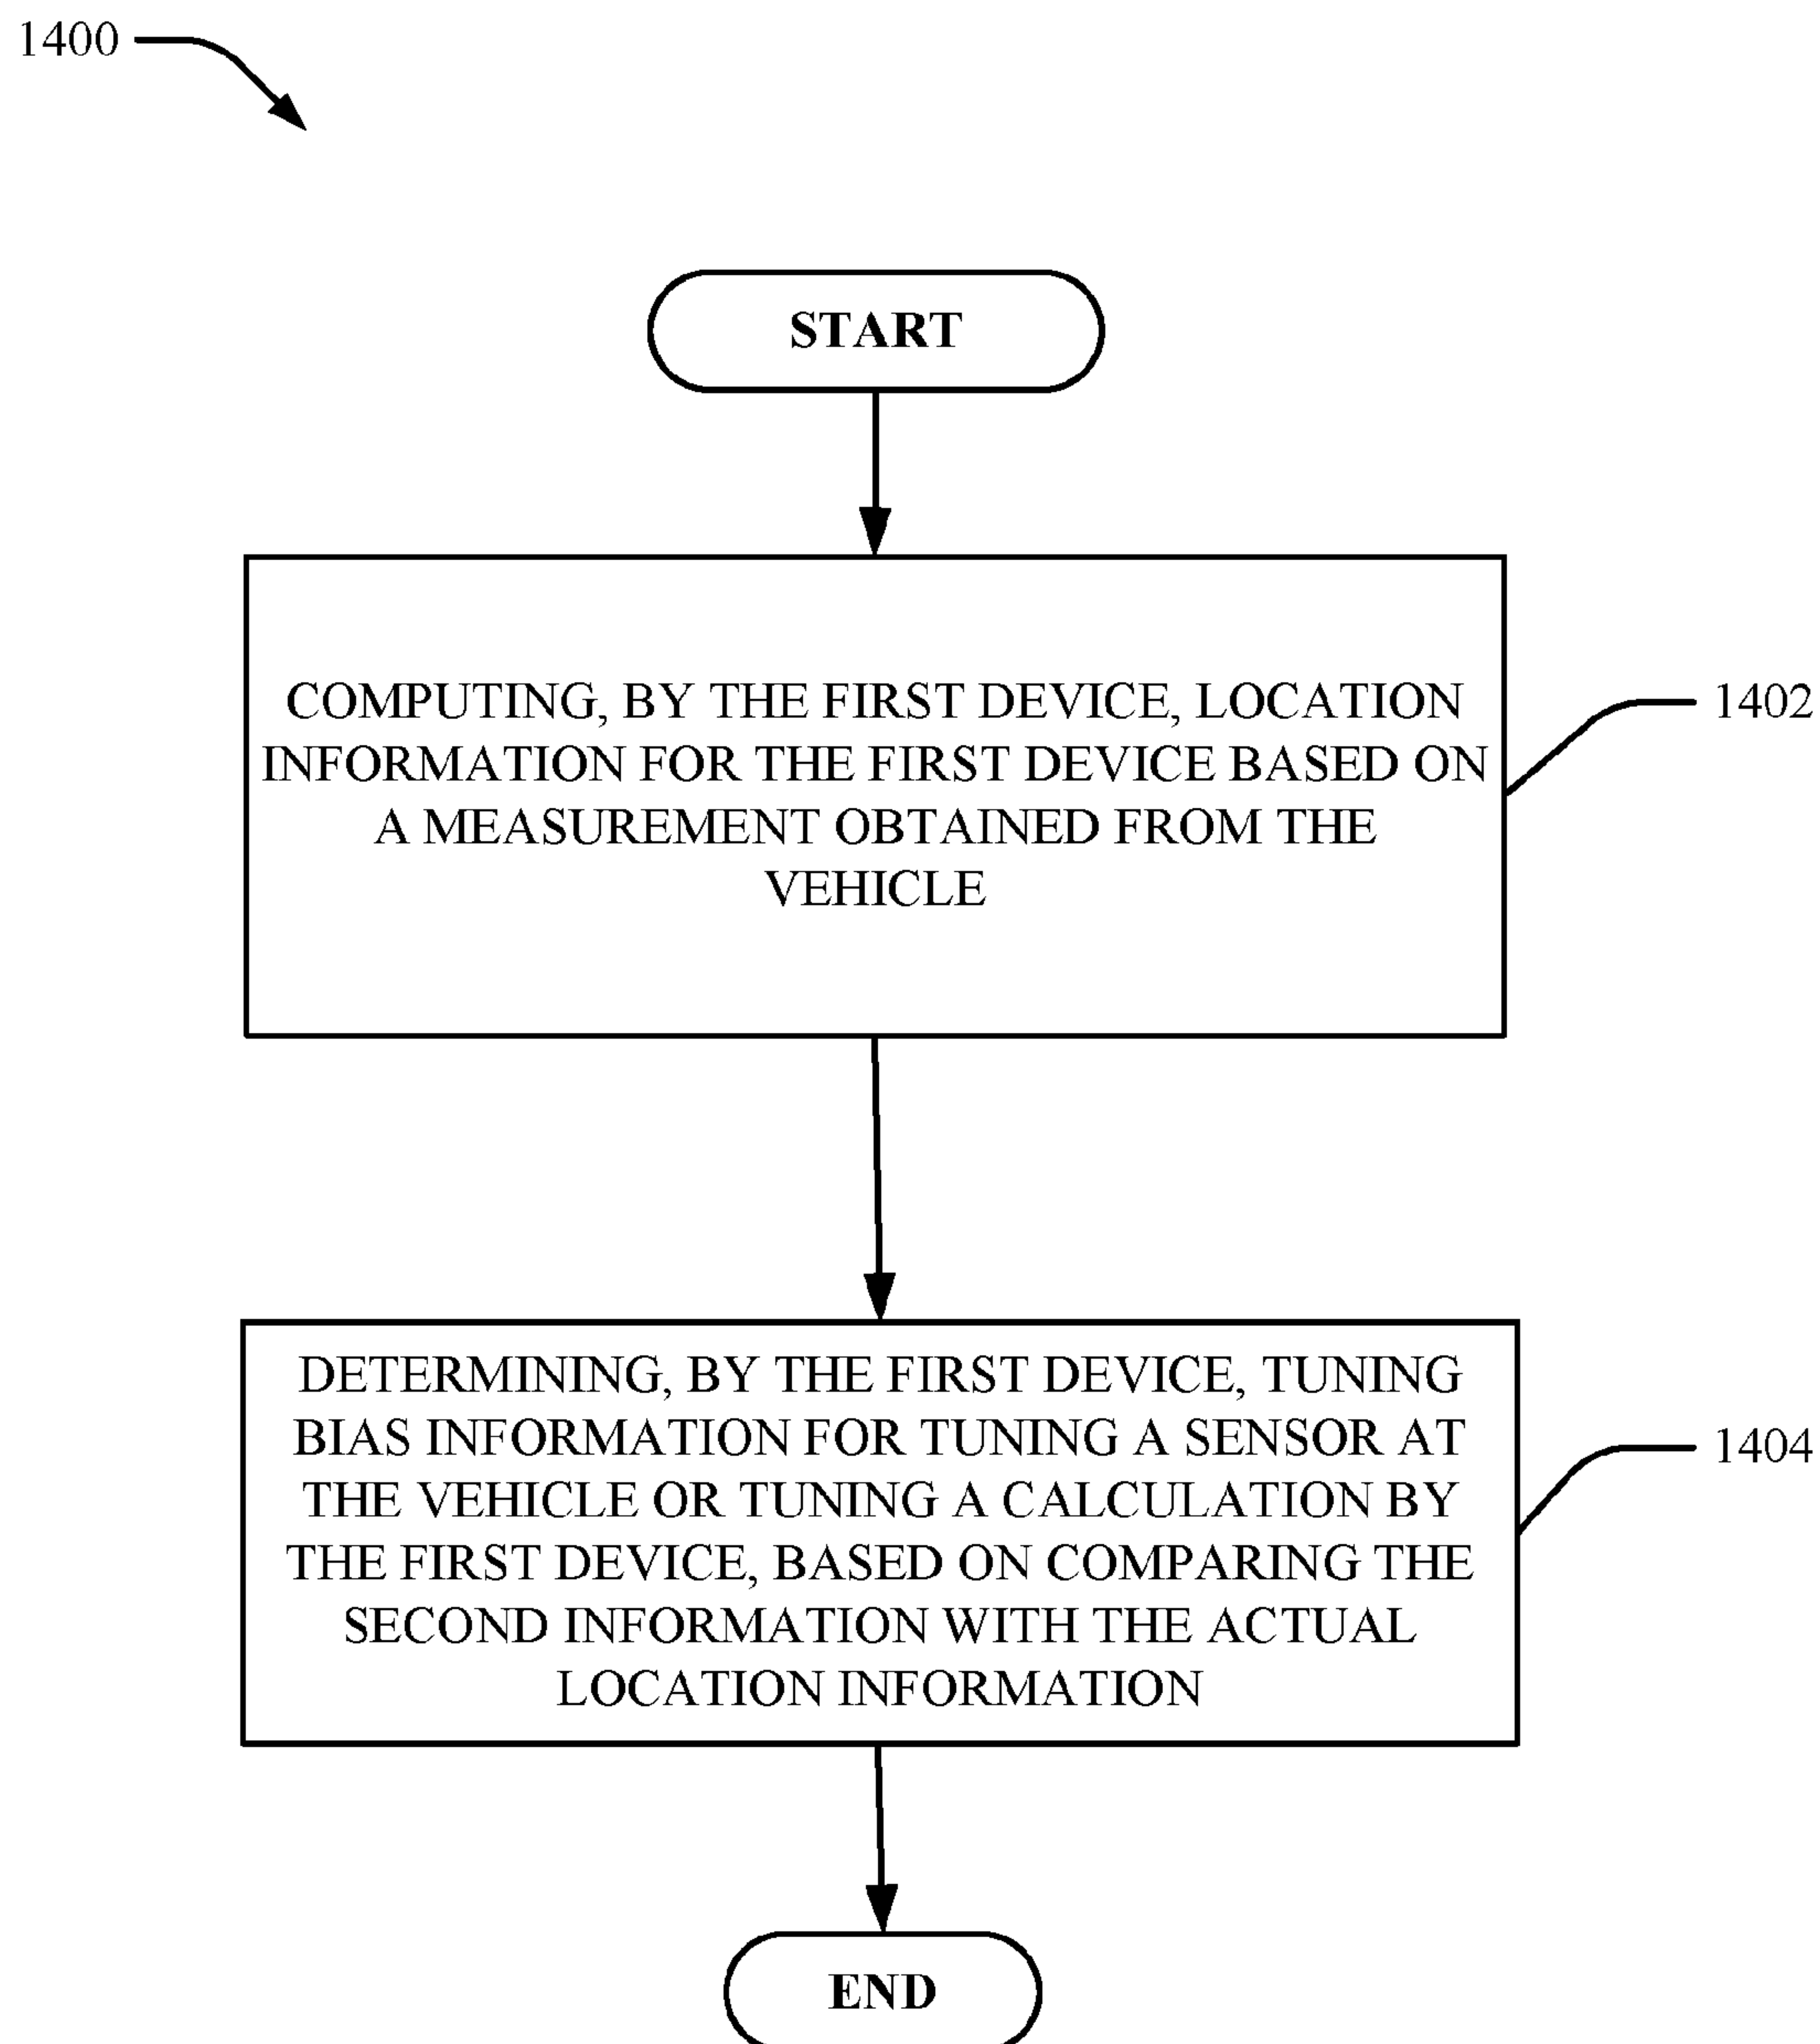 1400
START
COMPUTING, BY THE FIRST DEVICE, LOCATION
INFORMATION FOR THE FIRST DEVICE BASED ON
A MEASUREMENT OBTAINED FROM THE
VEHICLE
1402
DETERMINING, BY THE FIRST DEVICE, TUNING
BIAS INFORMATION FOR TUNING A SENSOR AT
THE VEHICLE OR TUNING A CALCULATION BY
THE FIRST DEVICE, BASED ON COMPARING THE
SECOND INFORMATION WITH THE ACTUAL
LOCATION INFORMATION
1404
END